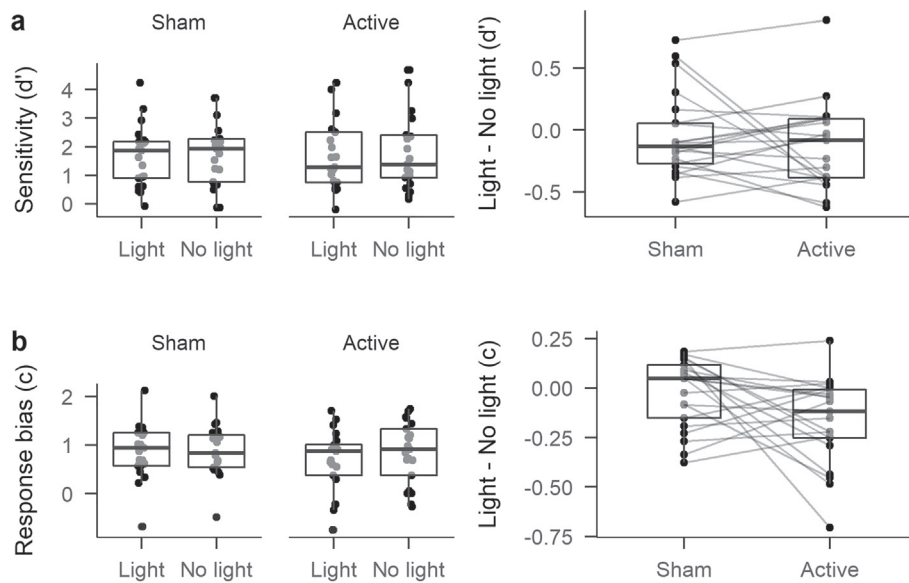 a
Sham
Active
Sensitivity (d')
4
3
2
1
0
Light
No light
Light
No light
Light - No light (d')
0.5
-0.0
-0.5
Sham
Active
b
Sham
Active
Response bias (c)
2
1
0
Light
No light
Light
No light
Light - No light (c)
0.25
0.00
-0.25
-0.50
-0.75
Sham
Active